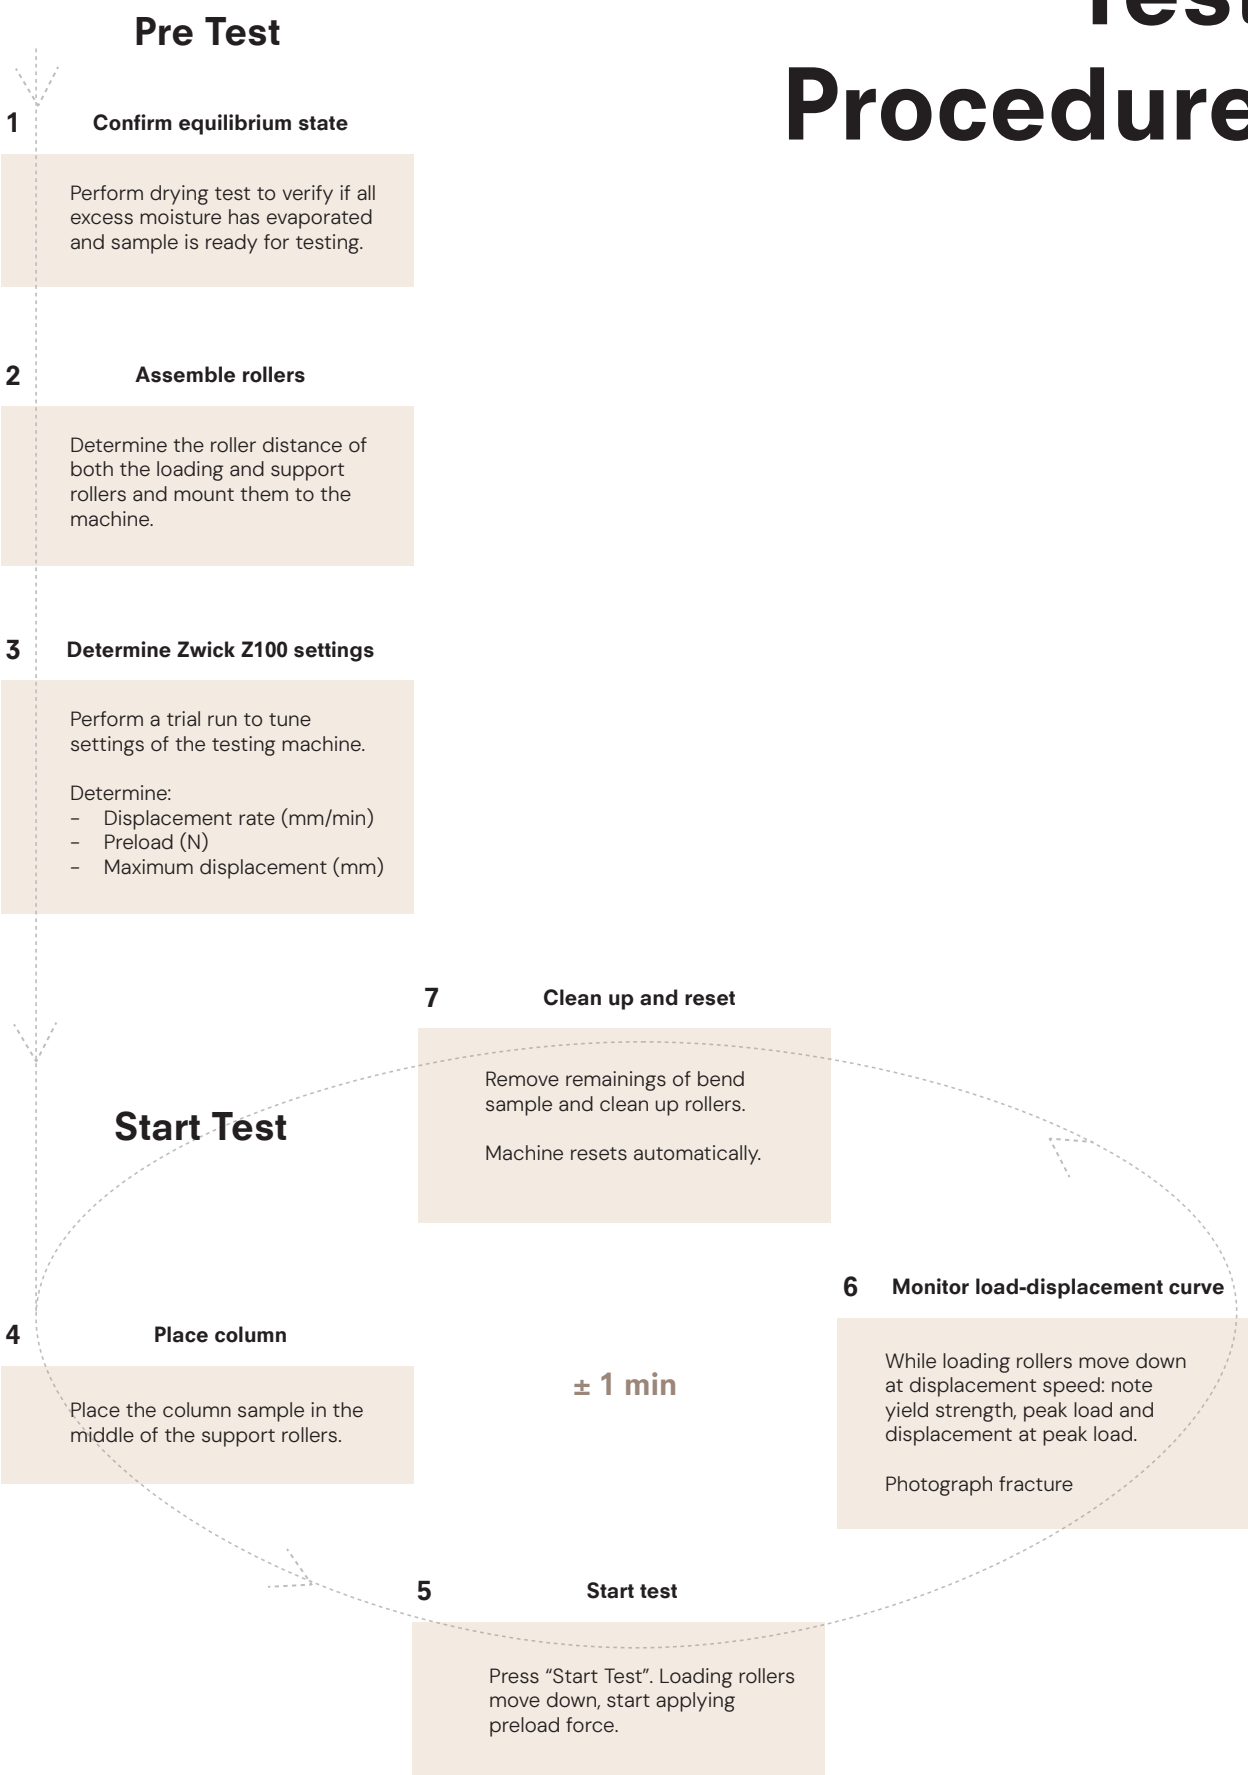 Test
Procedure
Pre Test
1
Confirm equilibrium state
Perform drying test to verify if all
excess moisture has evaporated
and sample is ready for testing.
2
Assemble rollers
Determine the roller distance of
both the loading and support
rollers and mount them to the
machine.
3
Determine Zwick Z100 settings
Perform a trial run to tune
settings of the testing machine.
Determine:
- Displacement rate (mm/min)
- Preload (N)
- Maximum displacement (mm)
Start Test
4
Place column
Place the column sample in the
middle of the support rollers.
5
Start test
Press “Start Test”. Loading rollers
move down, start applying
preload force.
6
Monitor load-displacement curve
While loading rollers move down
at displacement speed: note
yield strength, peak load and
displacement at peak load.
Photograph fracture
7
Clean up and reset
Remove remainings of bend
sample and clean up rollers.
Machine resets automatically.
± 1 min